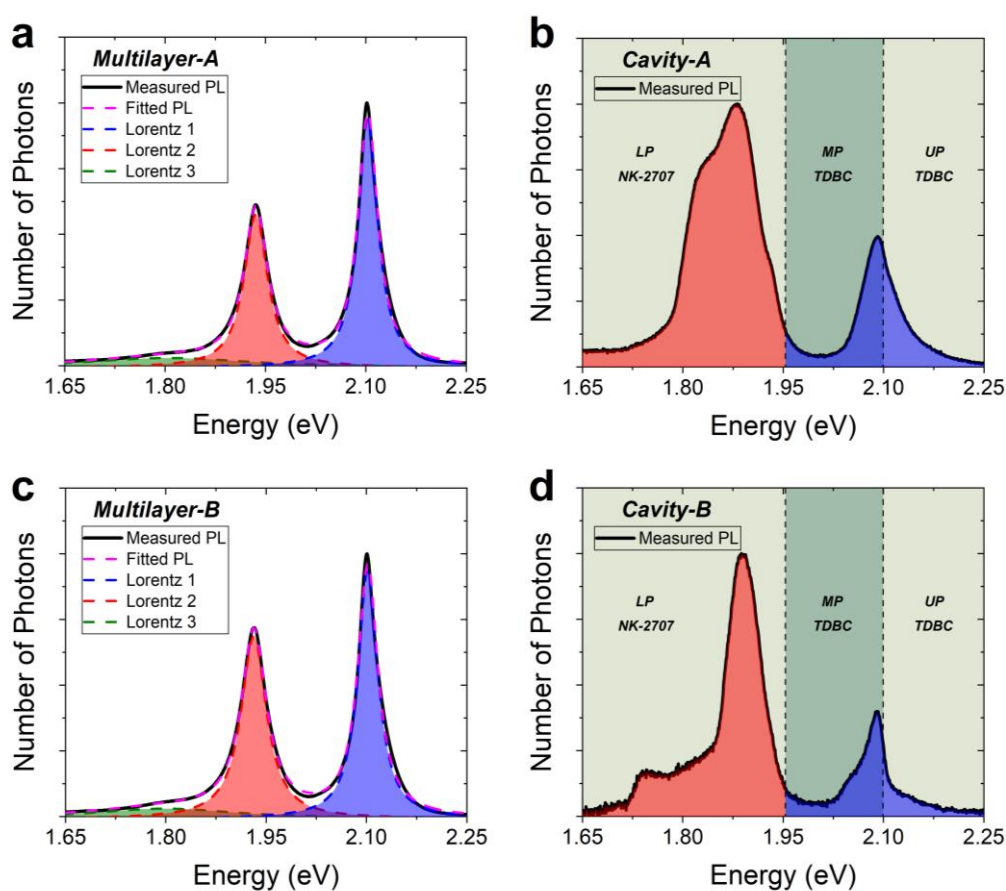 a
Multilayer-A
Measured PL
Fitted PL
Lorentz 1
Lorentz 2
Lorentz 3
Number of Photons
1.65 1.80 1.95 2.10 2.25
Energy (eV)
b
Cavity-A
Measured PL
LP MP UP
NK-2707 TDBC TDBC
Number of Photons
1.65 1.80 1.95 2.10 2.25
Energy (eV)
c
Multilayer-B
Measured PL
Fitted PL
Lorentz 1
Lorentz 2
Lorentz 3
Number of Photons
1.65 1.80 1.95 2.10 2.25
Energy (eV)
d
Cavity-B
Measured PL
LP MP UP
NK-2707 TDBC TDBC
Number of Photons
1.65 1.80 1.95 2.10 2.25
Energy (eV)